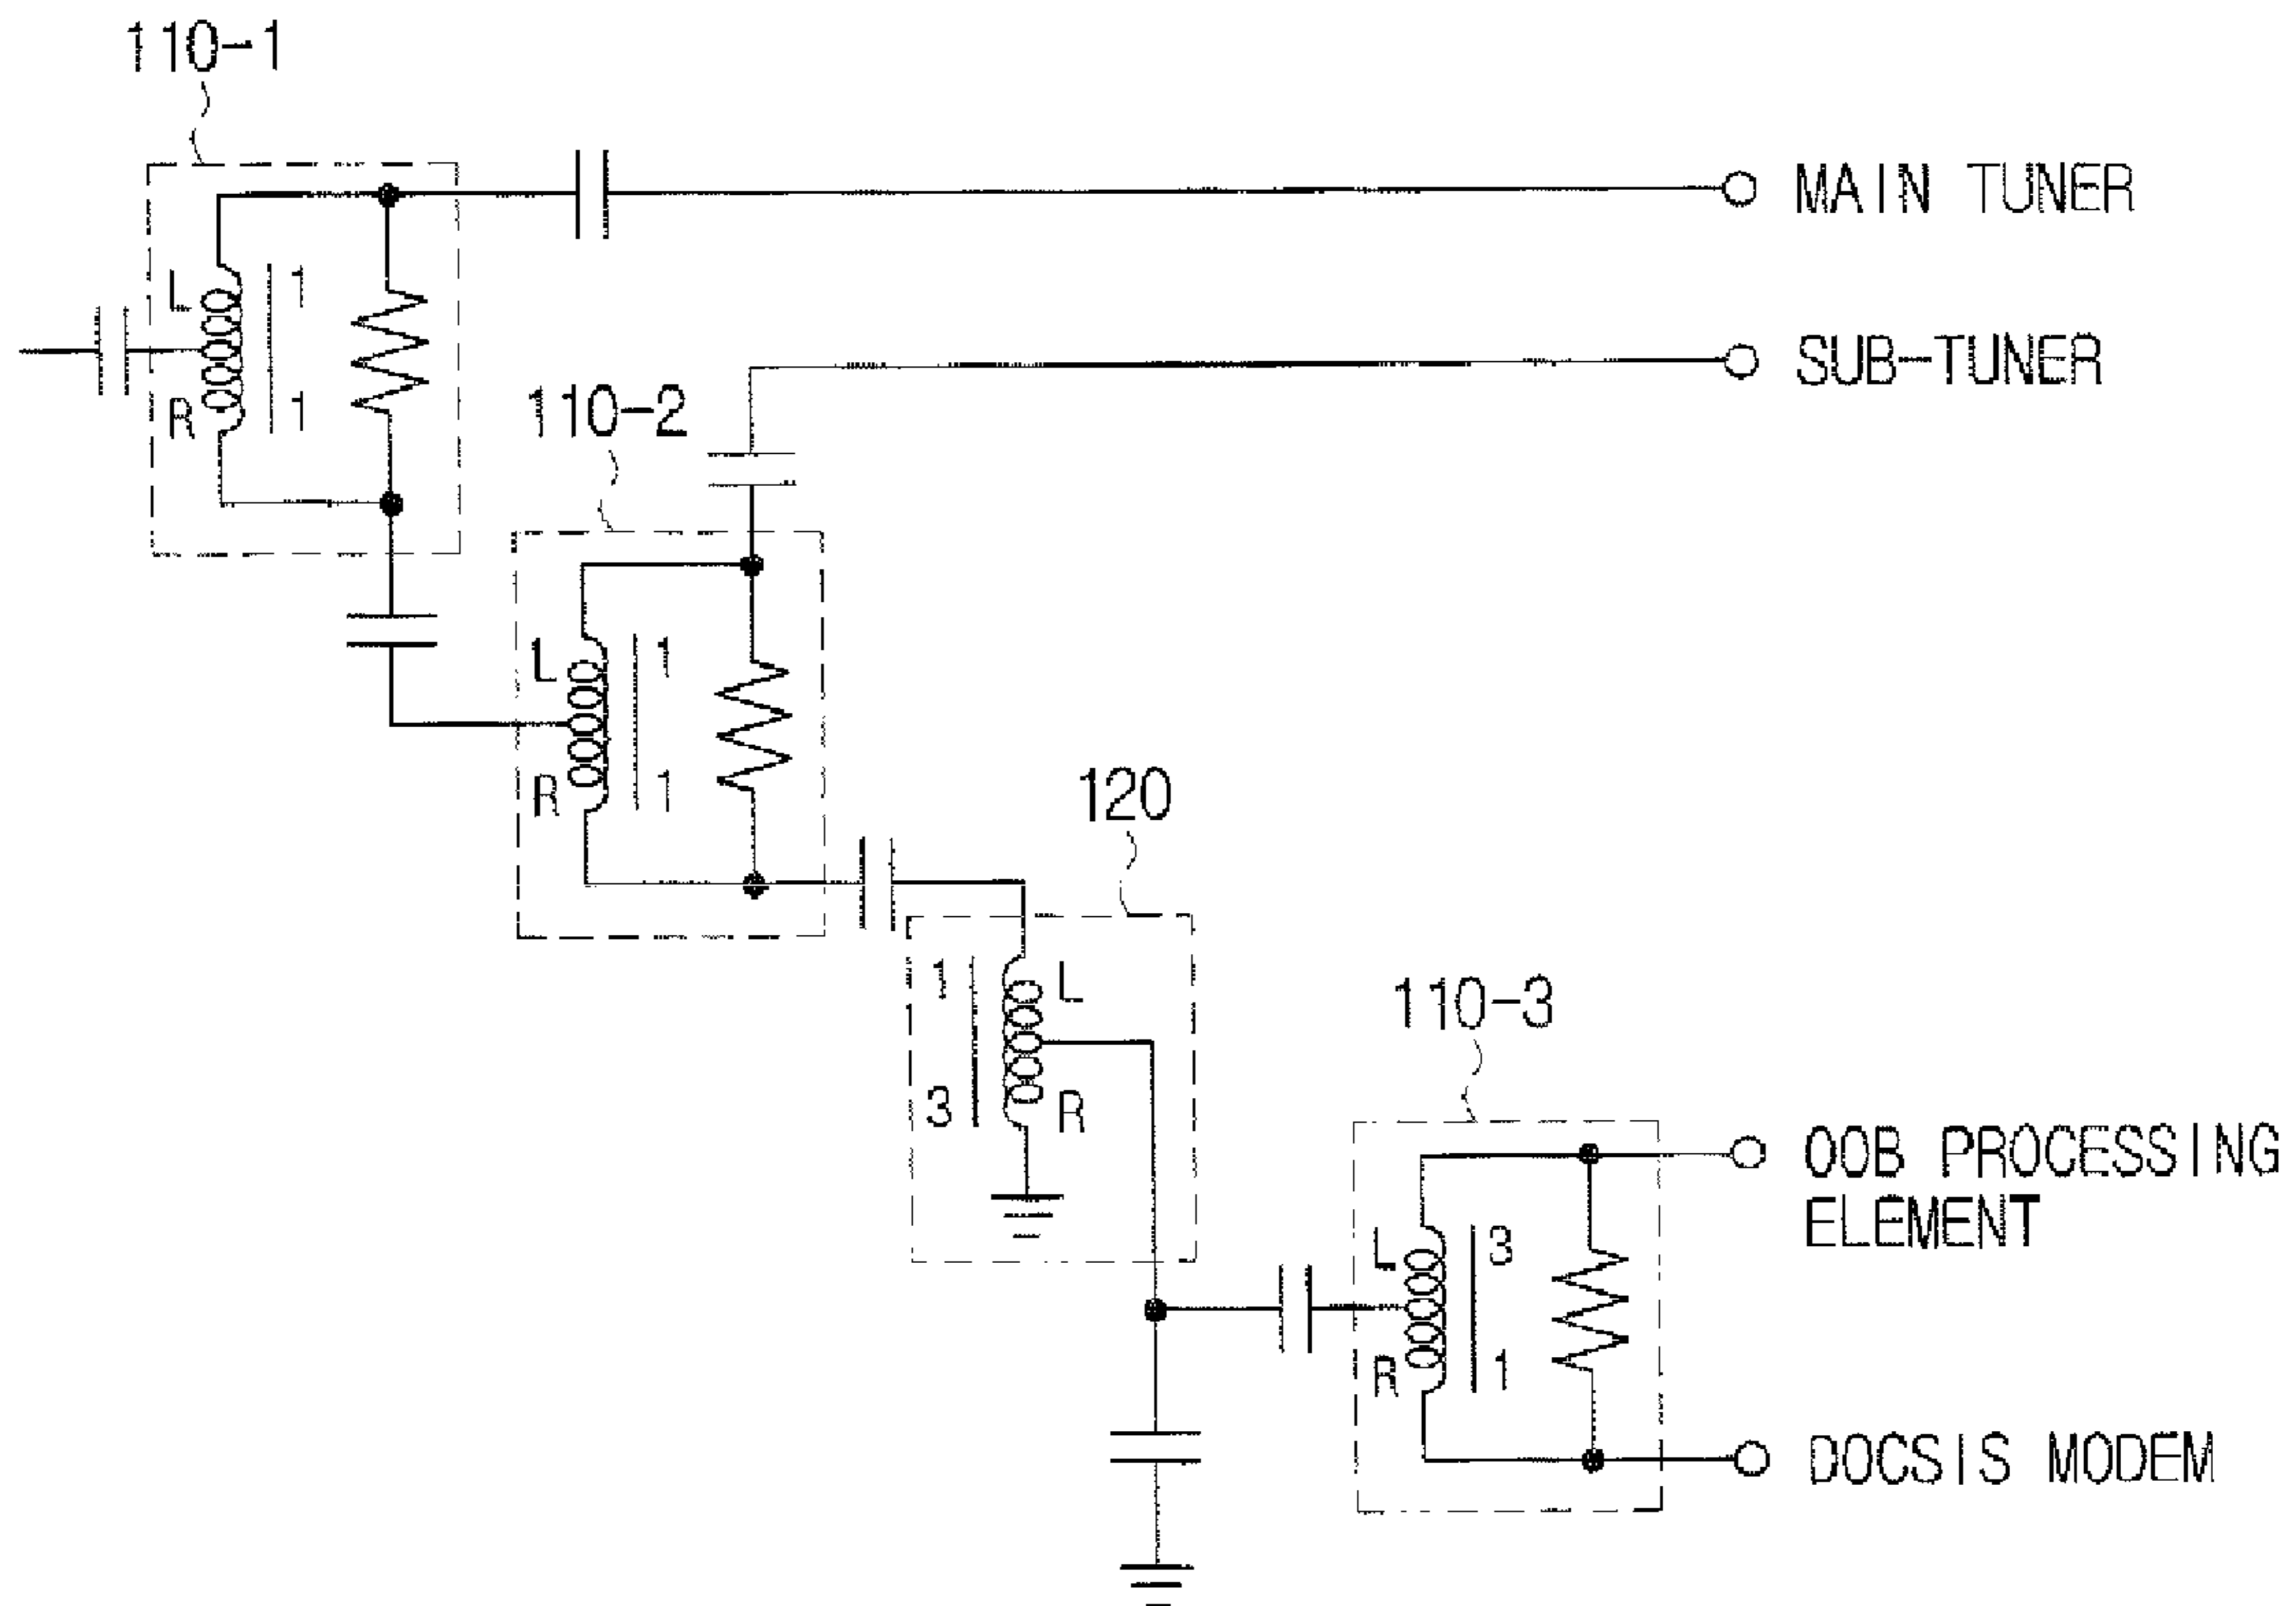 110-1
MAIN TUNER
L 1
R 1
SUB-TUNER
110-2
L 1
R 1
120
1 L
3 R
110-3
OOB PROCESSING
ELEMENT
L 3
R 1
DOCSIS MODEM